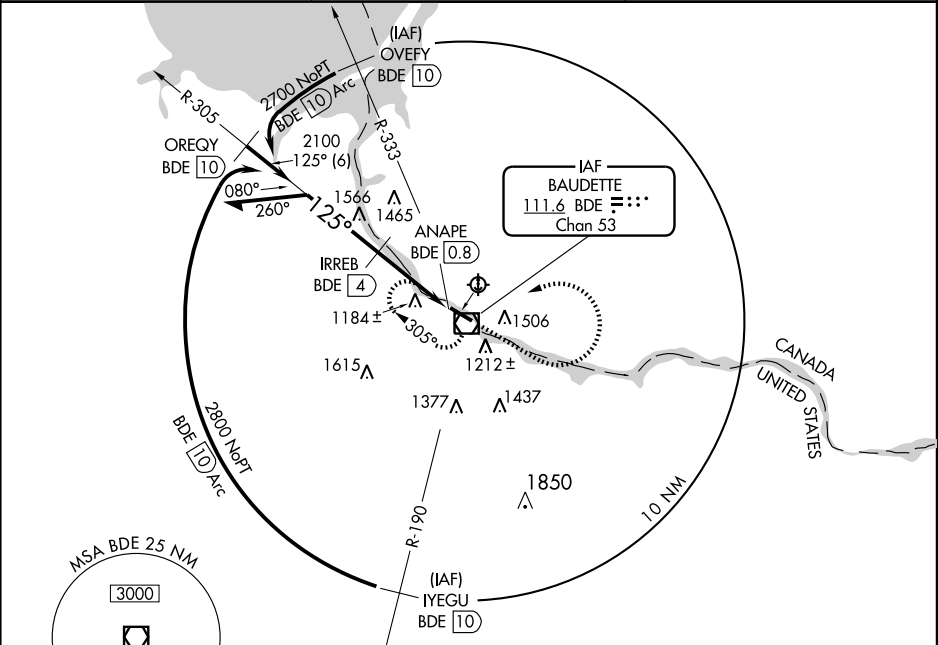 (IAF)
OVEFY
BDE 10
2700 NoPT
BDE 10 Arc
R-305
R-333
OREQY
BDE 10
2100
125° (6)
080°
260°
125°
1566
1465
IAF
BAUDETTE
111.6 BDE
Chan 53
ANAPE
BDE 0.8
IRREB
BDE 4
1184 ±
305°
1506
1212 ±
1615
1377
1437
CANADA
UNITED STATES
2800 NoPT
BDE 10 Arc
1850
10 NM
R-190
MSA BDE 25 NM
3000
(IAF)
IYEGU
BDE 10